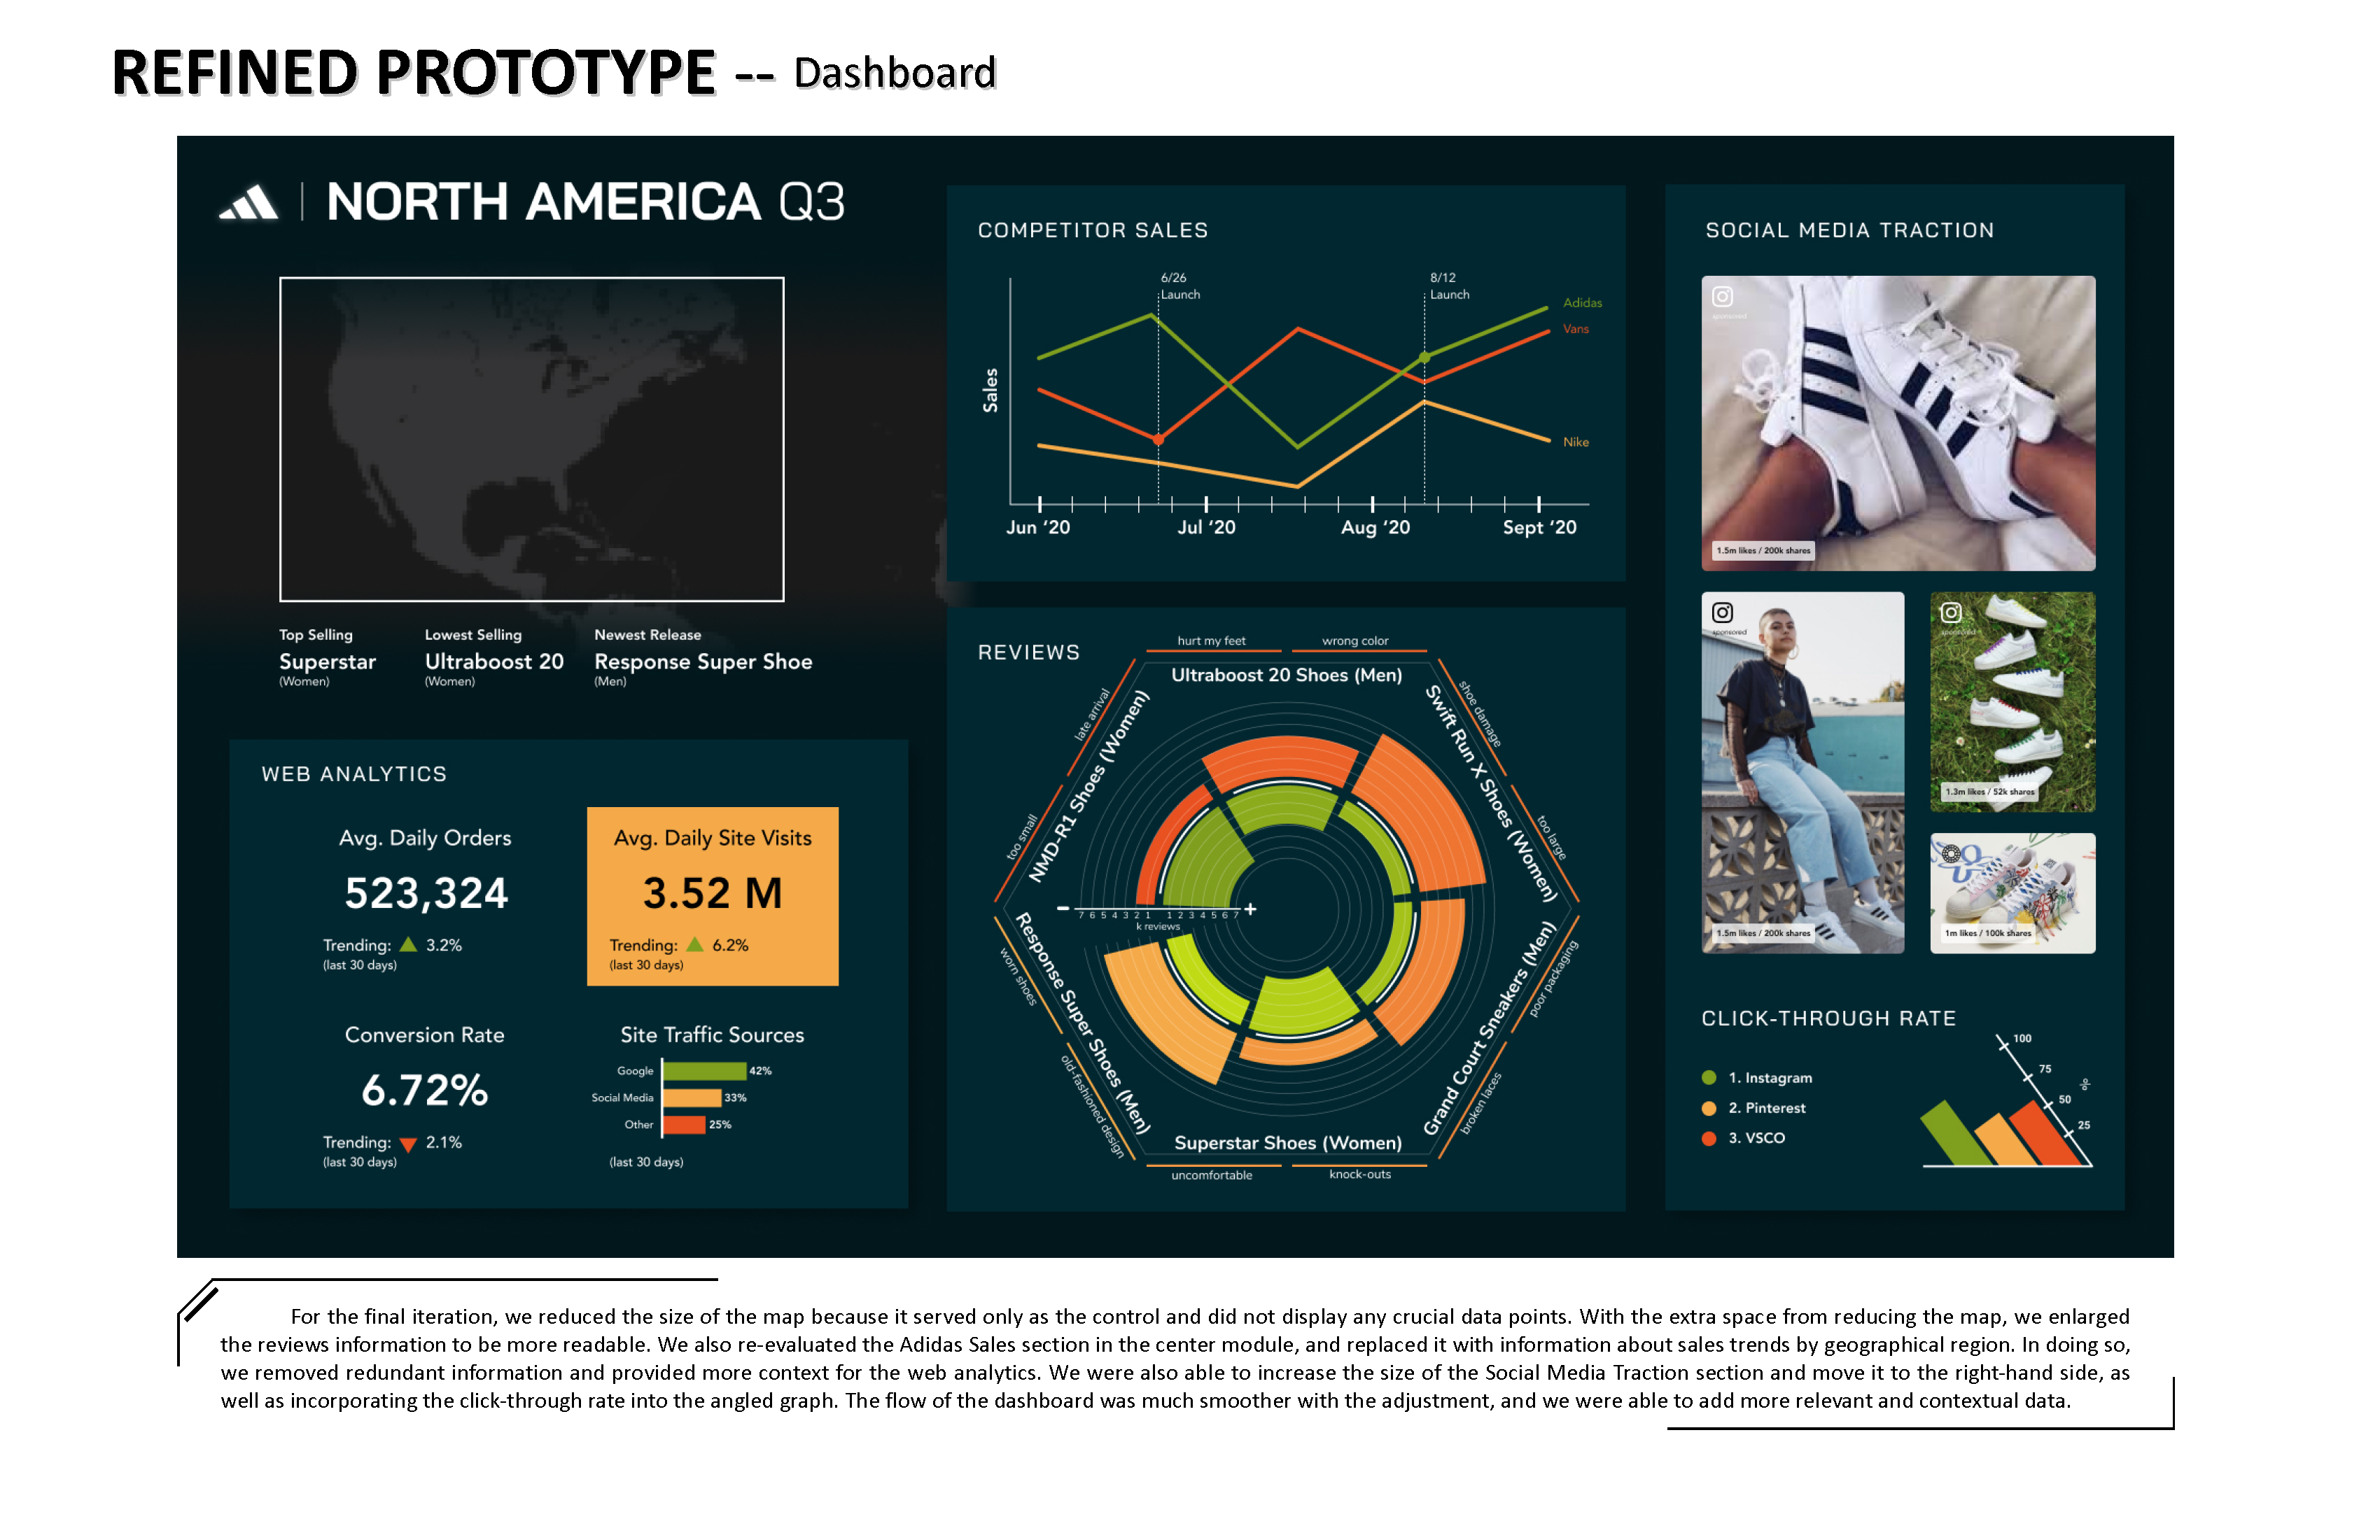 REFINED PROTOTYPE -- Dashboard
NORTH AMERICA Q3
Top Selling
Superstar
(Women)
Lowest Selling
Ultraboost 20
(Women)
Newest Release
Response Super Shoe
(Men)
WEB ANALYTICS
Avg. Daily Orders
523,324
Trending: 3.2%
(last 30 days)
Avg. Daily Site Visits
3.52 M
Trending: 6.2%
(last 30 days)
Conversion Rate
6.72%
Trending: 2.1%
(last 30 days)
Site Traffic Sources
Google 42%
Social Media 33%
Other 25%
(last 30 days)
COMPETITOR SALES
6/26
Launch
8/12
Launch
Adidas
Vans
Nike
Sales
Jun ‘20 Jul ‘20 Aug ‘20 Sept ‘20
REVIEWS
hurt my feet wrong color
Ultraboost 20 Shoes (Men)
shoe damage too large
Swift Run X Shoes (Women)
poor packaging
broken laces
Grand Court Sneakers (Men)
Superstar Shoes (Women)
uncomfortable knock-outs
worn shoes old-fashioned design
Response Super Shoes (Men)
too small late arrival
NMD-R1 Shoes (Women)
− 7 6 5 4 3 2 1 1 2 3 4 5 6 7 +
k reviews
SOCIAL MEDIA TRACTION
sponsored
1.5m likes / 200k shares
sponsored
1.5m likes / 200k shares
sponsored
1.3m likes / 52k shares
1m likes / 100k shares
CLICK-THROUGH RATE
1. Instagram
2. Pinterest
3. VSCO
100
75
50
25
%
For the final iteration, we reduced the size of the map because it served only as the control and did not display any crucial data points. With the extra space from reducing the map, we enlarged
the reviews information to be more readable. We also re-evaluated the Adidas Sales section in the center module, and replaced it with information about sales trends by geographical region. In doing so,
we removed redundant information and provided more context for the web analytics. We were also able to increase the size of the Social Media Traction section and move it to the right-hand side, as
well as incorporating the click-through rate into the angled graph. The flow of the dashboard was much smoother with the adjustment, and we were able to add more relevant and contextual data.